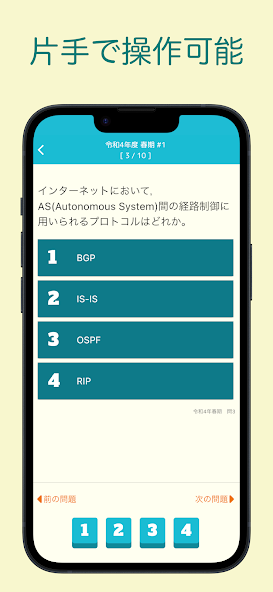 片手で操作可能
令和4年度 春期 #1
[ 3 / 10 ]
インターネットにおいて,
AS(Autonomous System)間の経路制御に
用いられるプロトコルはどれか。
1 BGP
2 IS-IS
3 OSPF
4 RIP
令和4年春期 問3
前の問題 次の問題
1 2 3 4